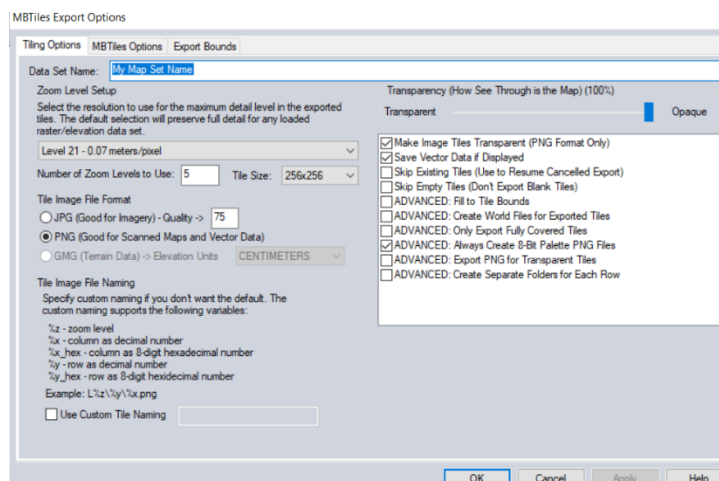 MBTiles Export Options
Tiling Options MBTiles Options Export Bounds
Data Set Name: My Map Set Name
Zoom Level Setup
Select the resolution to use for the maximum detail level in the exported
tiles. The default selection will preserve full detail for any loaded
raster/elevation data set.
Level 21 - 0.07 meters/pixel
Number of Zoom Levels to Use: 5 Tile Size: 256x256
Tile Image File Format
JPG (Good for Imagery) - Quality -> 75
PNG (Good for Scanned Maps and Vector Data)
GMG (Terrain Data) -> Elevation Units CENTIMETERS
Tile Image File Naming
Specify custom naming if you don't want the default. The
custom naming supports the following variables:
%z - zoom level
%x - column as decimal number
%x_hex - column as 8-digit hexadecimal number
%y - row as decimal number
%y_hex - row as 8-digit hexidecimal number
Example: L%z\%y\%x.png
Use Custom Tile Naming
Transparency (How See Through is the Map) (100%)
Transparent Opaque
Make Image Tiles Transparent (PNG Format Only)
Save Vector Data if Displayed
Skip Existing Tiles (Use to Resume Cancelled Export)
Skip Empty Tiles (Don't Export Blank Tiles)
ADVANCED: Fill to Tile Bounds
ADVANCED: Create World Files for Exported Tiles
ADVANCED: Only Export Fully Covered Tiles
ADVANCED: Always Create 8-Bit Palette PNG Files
ADVANCED: Export PNG for Transparent Tiles
ADVANCED: Create Separate Folders for Each Row
OK Cancel Apply Help